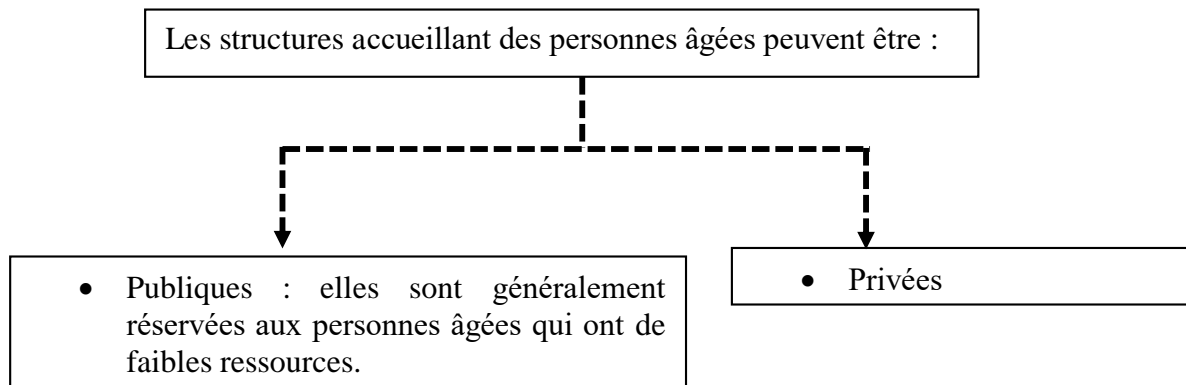 Les structures accueillant des personnes âgées peuvent être :
• Publiques : elles sont généralement
réservées aux personnes âgées qui ont de
faibles ressources.
• Privées